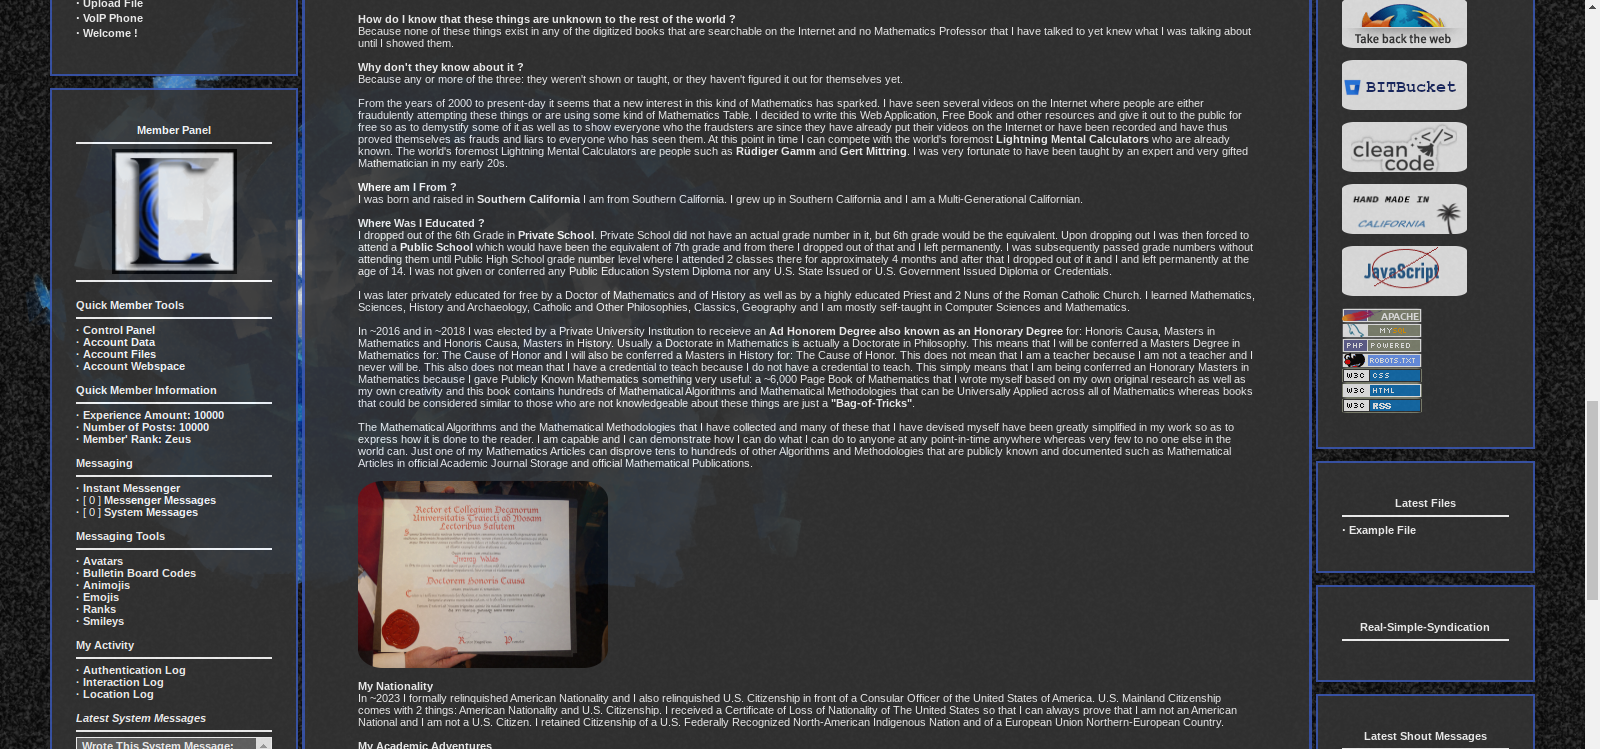 · Upload File
· VoIP Phone
· Welcome !
Member Panel
Quick Member Tools
· Control Panel
· Account Data
· Account Files
· Account Webspace
Quick Member Information
· Experience Amount: 10000
· Number of Posts: 10000
· Member' Rank: Zeus
Messaging
· Instant Messenger
· [ 0 ] Messenger Messages
· [ 0 ] System Messages
Messaging Tools
· Avatars
· Bulletin Board Codes
· Animojis
· Emojis
· Ranks
· Smileys
My Activity
· Authentication Log
· Interaction Log
· Location Log
Latest System Messages
Wrote This System Message:
How do I know that these things are unknown to the rest of the world ?
Because none of these things exist in any of the digitized books that are searchable on the Internet and no Mathematics Professor that I have talked to yet knew what I was talking about
until I showed them.
Why don't they know about it ?
Because any or more of the three: they weren't shown or taught, or they haven't figured it out for themselves yet.
From the years of 2000 to present-day it seems that a new interest in this kind of Mathematics has sparked. I have seen several videos on the Internet where people are either
fraudulently attempting these things or are using some kind of Mathematics Table. I decided to write this Web Application, Free Book and other resources and give it out to the public for
free so as to demystify some of it as well as to show everyone who the fraudsters are since they have already put their videos on the Internet or have been recorded and have thus
proved themselves as frauds and liars to everyone who has seen them. At this point in time I can compete with the world's foremost Lightning Mental Calculators who are already
known. The world's foremost Lightning Mental Calculators are people such as Rüdiger Gamm and Gert Mittring. I was very fortunate to have been taught by an expert and very gifted
Mathematician in my early 20s.
Where am I From ?
I was born and raised in Southern California I am from Southern California. I grew up in Southern California and I am a Multi-Generational Californian.
Where Was I Educated ?
I dropped out of the 6th Grade in Private School. Private School did not have an actual grade number in it, but 6th grade would be the equivalent. Upon dropping out I was then forced to
attend a Public School which would have been the equivalent of 7th grade and from there I dropped out of that and I left permanently. I was subsequently passed grade numbers without
attending them until Public High School grade number level where I attended 2 classes there for approximately 4 months and after that I dropped out of it and I and left permanently at the
age of 14. I was not given or conferred any Public Education System Diploma nor any U.S. State Issued or U.S. Government Issued Diploma or Credentials.
I was later privately educated for free by a Doctor of Mathematics and of History as well as by a highly educated Priest and 2 Nuns of the Roman Catholic Church. I learned Mathematics,
Sciences, History and Archaeology, Catholic and Other Philosophies, Classics, Geography and I am mostly self-taught in Computer Sciences and Mathematics.
In ~2016 and in ~2018 I was elected by a Private University Institution to receieve an Ad Honorem Degree also known as an Honorary Degree for: Honoris Causa, Masters in
Mathematics and Honoris Causa, Masters in History. Usually a Doctorate in Mathematics is actually a Doctorate in Philosophy. This means that I will be conferred a Masters Degree in
Mathematics for: The Cause of Honor and I will also be conferred a Masters in History for: The Cause of Honor. This does not mean that I am a teacher because I am not a teacher and I
never will be. This also does not mean that I have a credential to teach because I do not have a credential to teach. This simply means that I am being conferred an Honorary Masters in
Mathematics because I gave Publicly Known Mathematics something very useful: a ~6,000 Page Book of Mathematics that I wrote myself based on my own original research as well as
my own creativity and this book contains hundreds of Mathematical Algorithms and Mathematical Methodologies that can be Universally Applied across all of Mathematics whereas books
that could be considered similar to those who are not knowledgeable about these things are just a "Bag-of-Tricks".
The Mathematical Algorithms and the Mathematical Methodologies that I have collected and many of these that I have devised myself have been greatly simplified in my work so as to
express how it is done to the reader. I am capable and I can demonstrate how I can do what I can do to anyone at any point-in-time anywhere whereas very few to no one else in the
world can. Just one of my Mathematics Articles can disprove tens to hundreds of other Algorithms and Methodologies that are publicly known and documented such as Mathematical
Articles in official Academic Journal Storage and official Mathematical Publications.
Rector et Collegium Decanorum
Universitatis Traiecti ad Mosam
Lectoribus Salutem
Doctorem Honoris Causa
My Nationality
In ~2023 I formally relinquished American Nationality and I also relinquished U.S. Citizenship in front of a Consular Officer of the United States of America. U.S. Mainland Citizenship
comes with 2 things: American Nationality and U.S. Citizenship. I received a Certificate of Loss of Nationality of The United States so that I can always prove that I am not an American
National and I am not a U.S. Citizen. I retained Citizenship of a U.S. Federally Recognized North-American Indigenous Nation and of a European Union Northern-European Country.
My Academic Adventures
Take back the web
BITBucket
clean
code
HAND MADE IN
CALIFORNIA
JavaScript
APACHE
MYSQL
PHP POWERED
ROBOTS.TXT
W3C CSS
W3C HTML
W3C RSS
Latest Files
· Example File
Real-Simple-Syndication
Latest Shout Messages